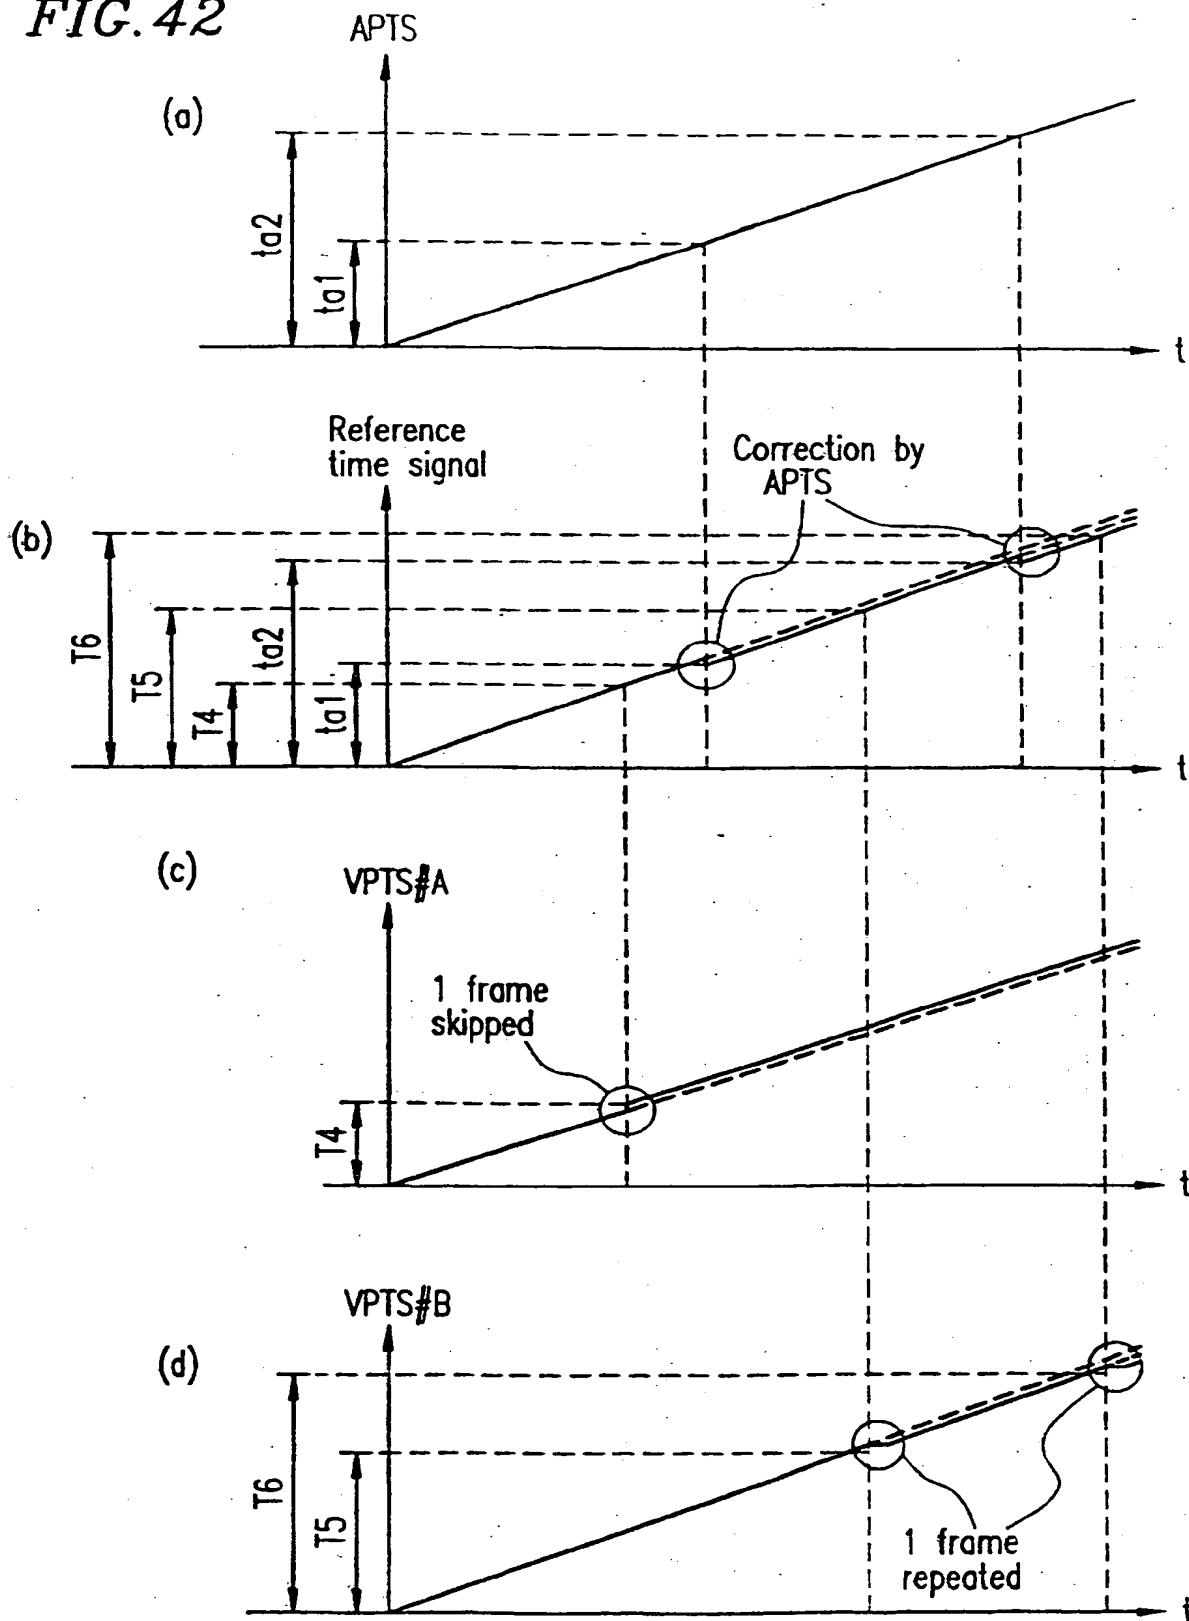 FIG. 42
APTS
(a)
ta2
ta1
t
Reference
time signal
Correction by
APTS
(b)
T6
T5
T4
ta2
ta1
t
(c)
VPTS#A
1 frame
skipped
T4
t
VPTS#B
(d)
T6
T5
1 frame
repeated
t